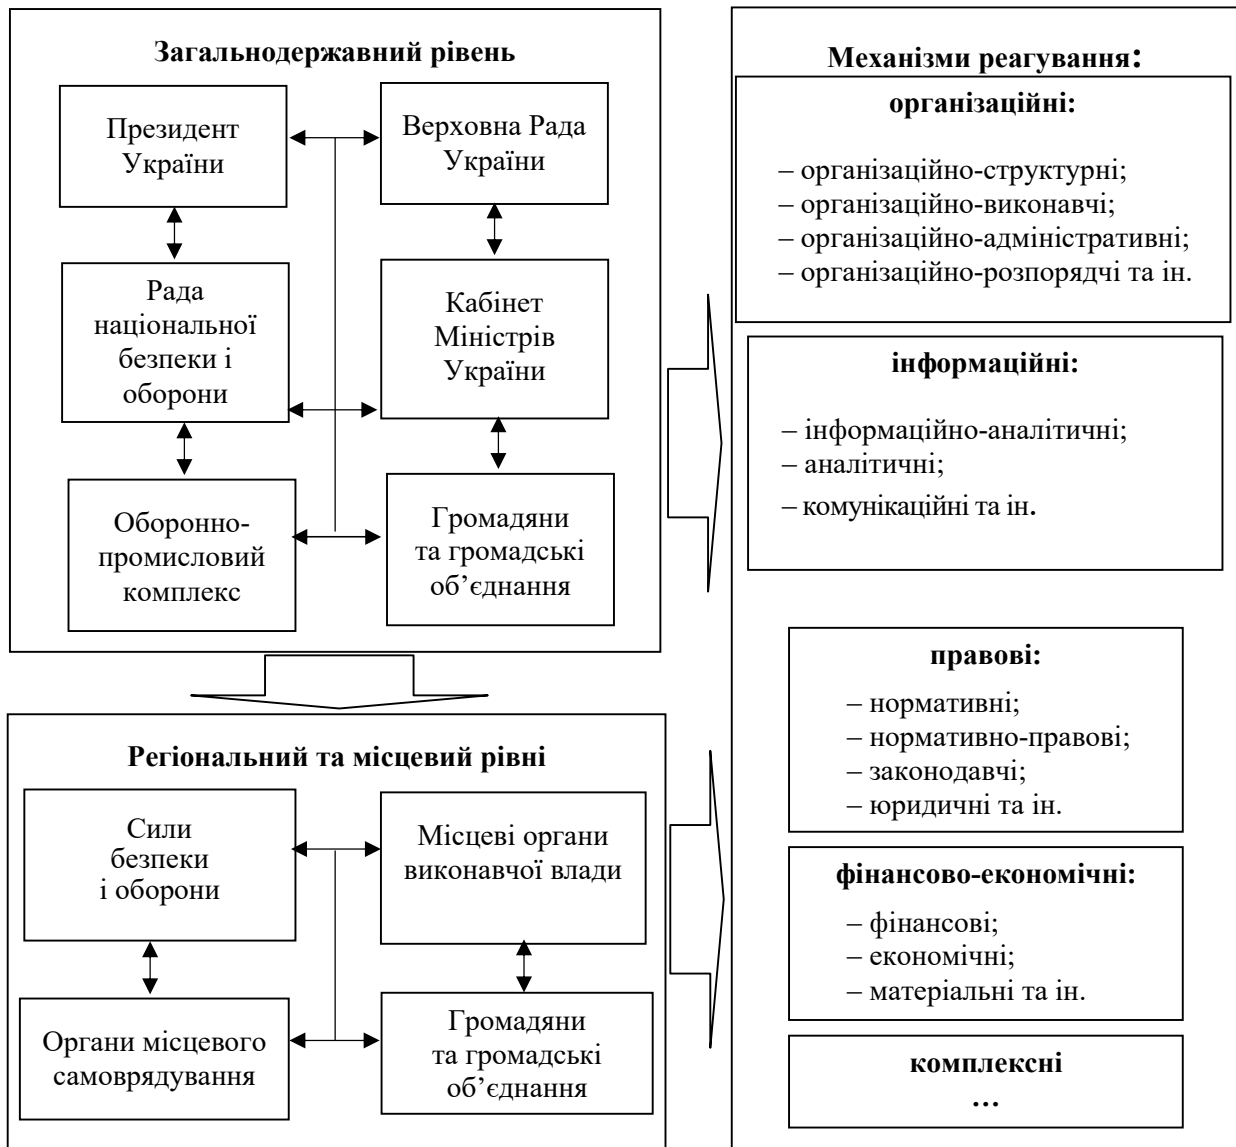 Загальнодержавний рівень
Президент
України
Верховна Рада
України
Рада
національної
безпеки і
оборони
Кабінет
Міністрів
України
Оборонно-
промисловий
комплекс
Громадяни
та громадські
об’єднання
Регіональний та місцевий рівні
Сили
безпеки
і оборони
Місцеві органи
виконавчої влади
Органи місцевого
самоврядування
Громадяни
та громадські
об’єднання
Механізми реагування:
організаційні:
– організаційно-структурні;
– організаційно-виконавчі;
– організаційно-адміністративні;
– організаційно-розпорядчі та ін.
інформаційні:
– інформаційно-аналітичні;
– аналітичні;
– комунікаційні та ін.
правові:
– нормативні;
– нормативно-правові;
– законодавчі;
– юридичні та ін.
фінансово-економічні:
– фінансові;
– економічні;
– матеріальні та ін.
комплексні
…